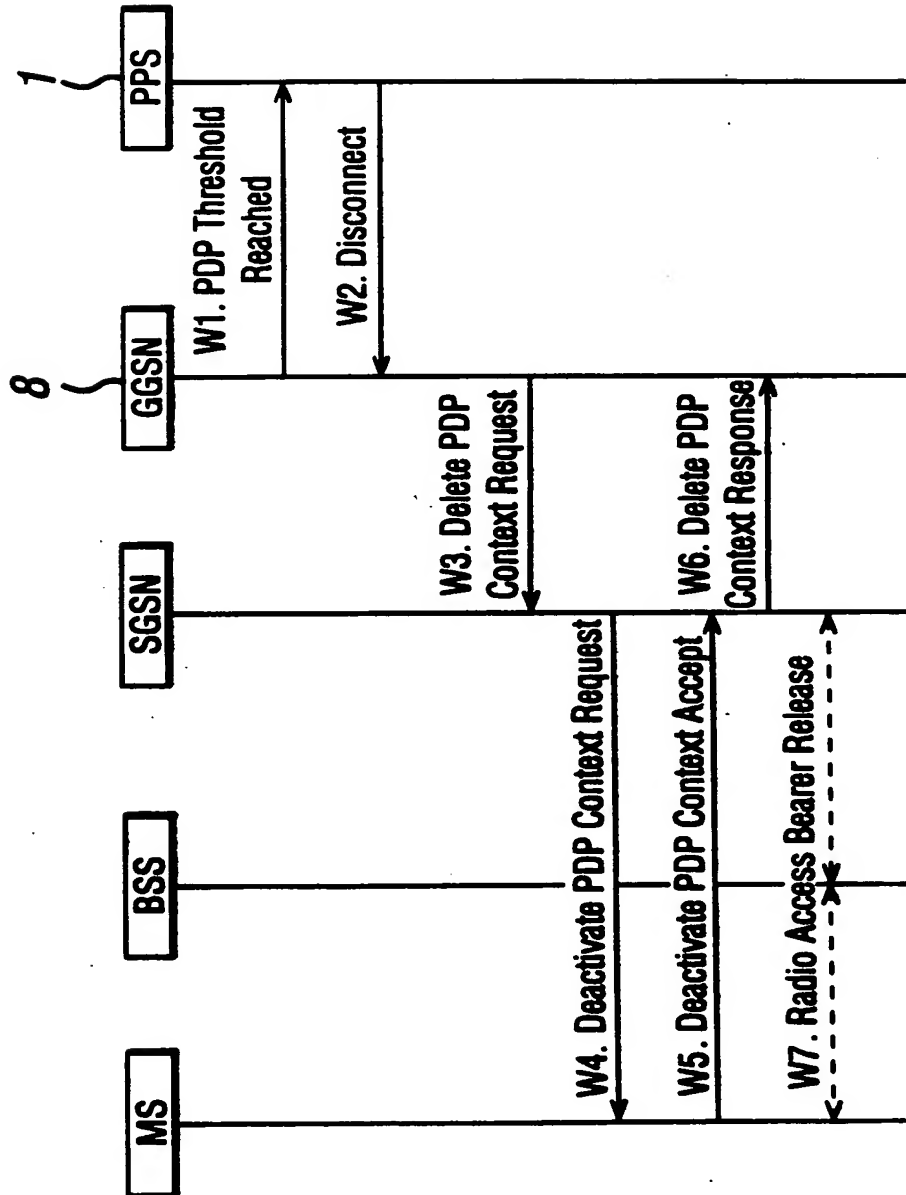 8
1
MS
BSS
SGSN
GGSN
PPS
W1. PDP Threshold
Reached
W2. Disconnect
W3. Delete PDP
Context Request
W4. Deactivate PDP Context Request
W5. Deactivate PDP Context Accept
W6. Delete PDP
Context Response
W7. Radio Access Bearer Release